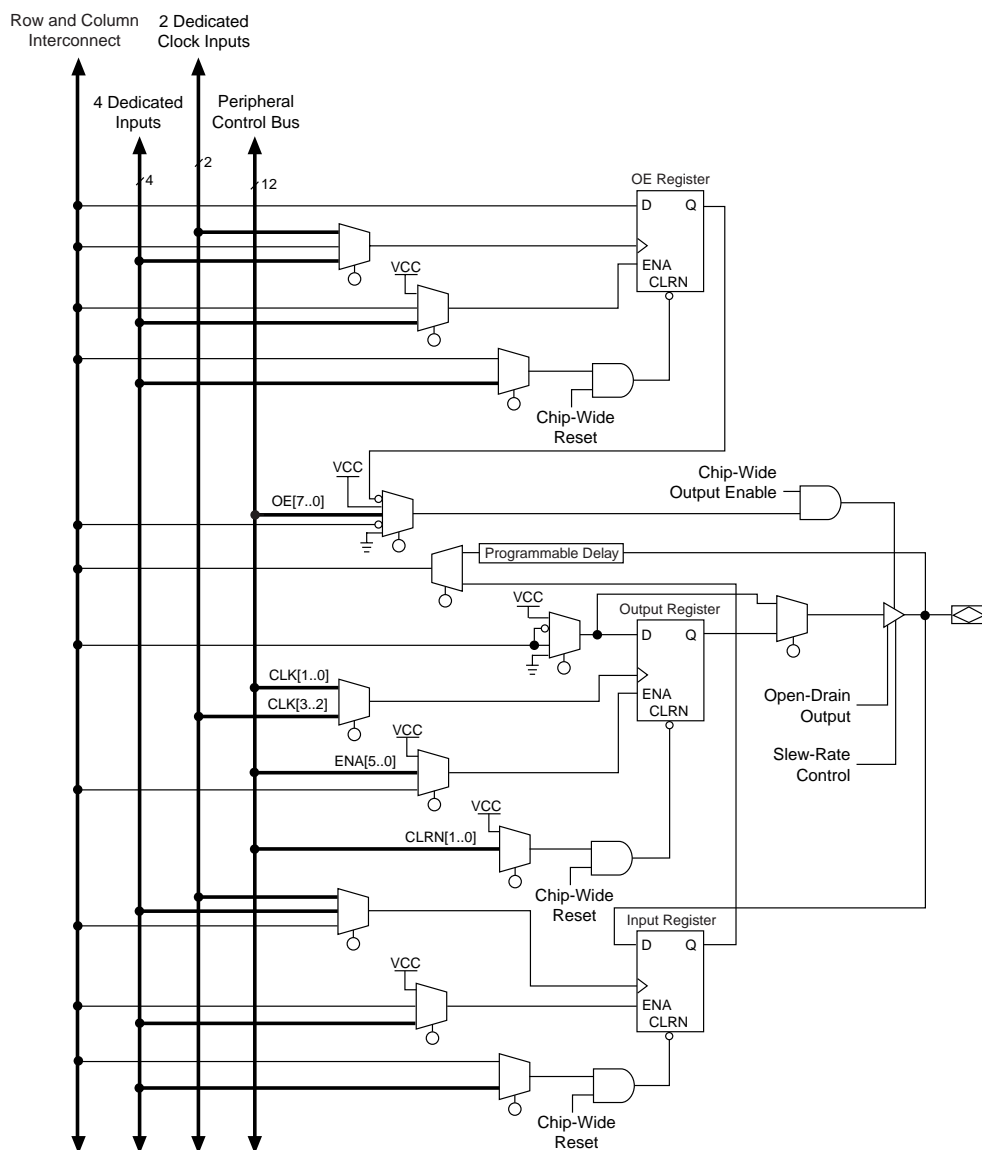 Row and Column
Interconnect
2 Dedicated
Clock Inputs
4 Dedicated
Inputs
Peripheral
Control Bus
2
4
12
OE Register
D Q
ENA
CLRN
VCC
Chip-Wide
Reset
VCC
OE[7..0]
Chip-Wide
Output Enable
Programmable Delay
VCC
Output Register
D Q
ENA
CLRN
CLK[1..0]
CLK[3..2]
Open-Drain
Output
VCC
ENA[5..0]
Slew-Rate
Control
VCC
CLRN[1..0]
Chip-Wide
Reset
Input Register
D Q
ENA
CLRN
VCC
Chip-Wide
Reset